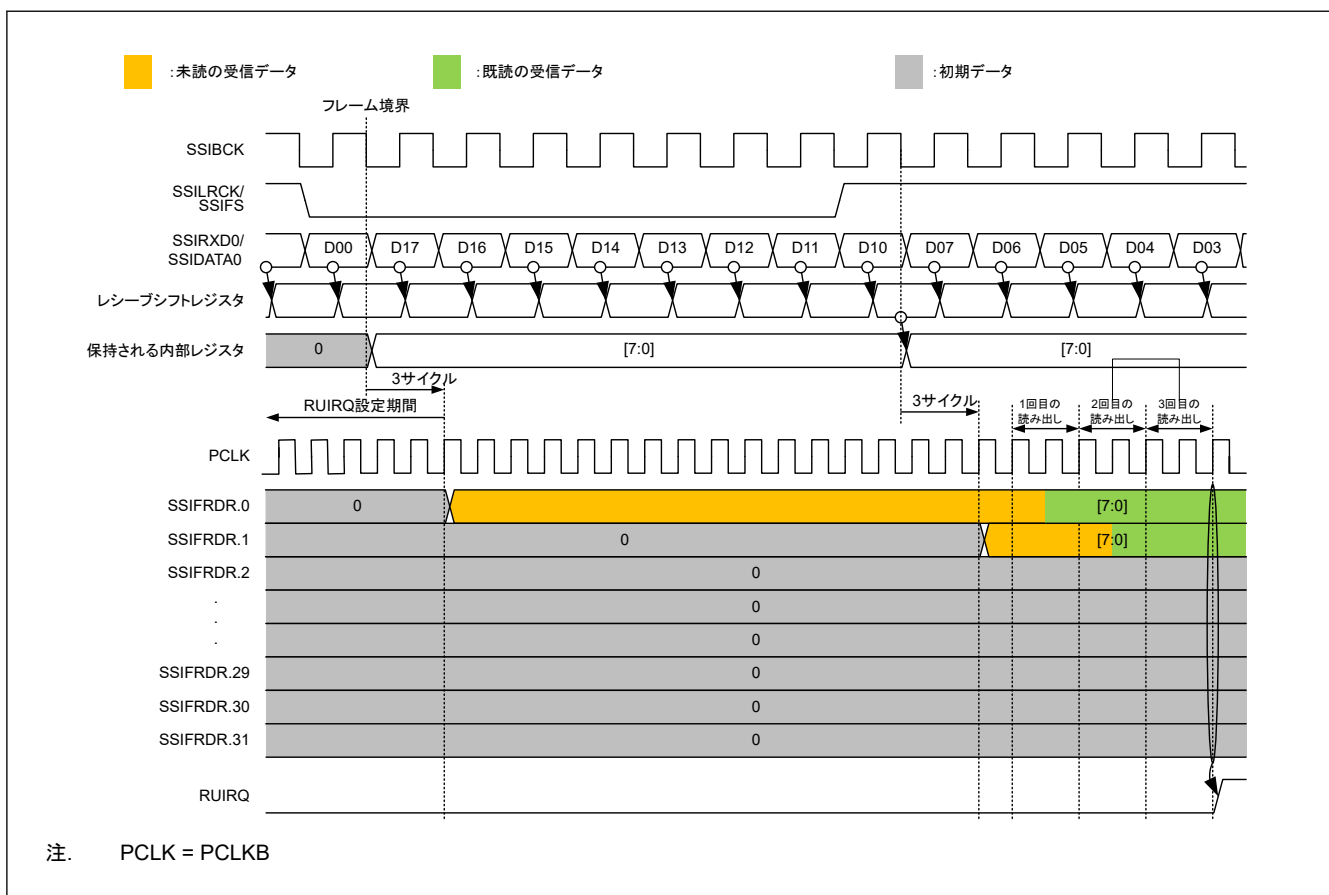 :未読の受信データ
:既読の受信データ
:初期データ
フレーム境界
SSIBCK
SSILRCK/
SSIFS
SSIRXD0/
SSIDATA0
D00 D17 D16 D15 D14 D13 D12 D11 D10 D07 D06 D05 D04 D03
レシーブシフトレジスタ
保持される内部レジスタ
0 [7:0] [7:0]
3サイクル
RUIRQ設定期間
3サイクル
1回目の
読み出し
2回目の
読み出し
3回目の
読み出し
PCLK
SSIFRDR.0 0 [7:0]
SSIFRDR.1 0 [7:0]
SSIFRDR.2 0
. 0
.
. 0
SSIFRDR.29 0
SSIFRDR.30 0
SSIFRDR.31 0
RUIRQ
注. PCLK = PCLKB